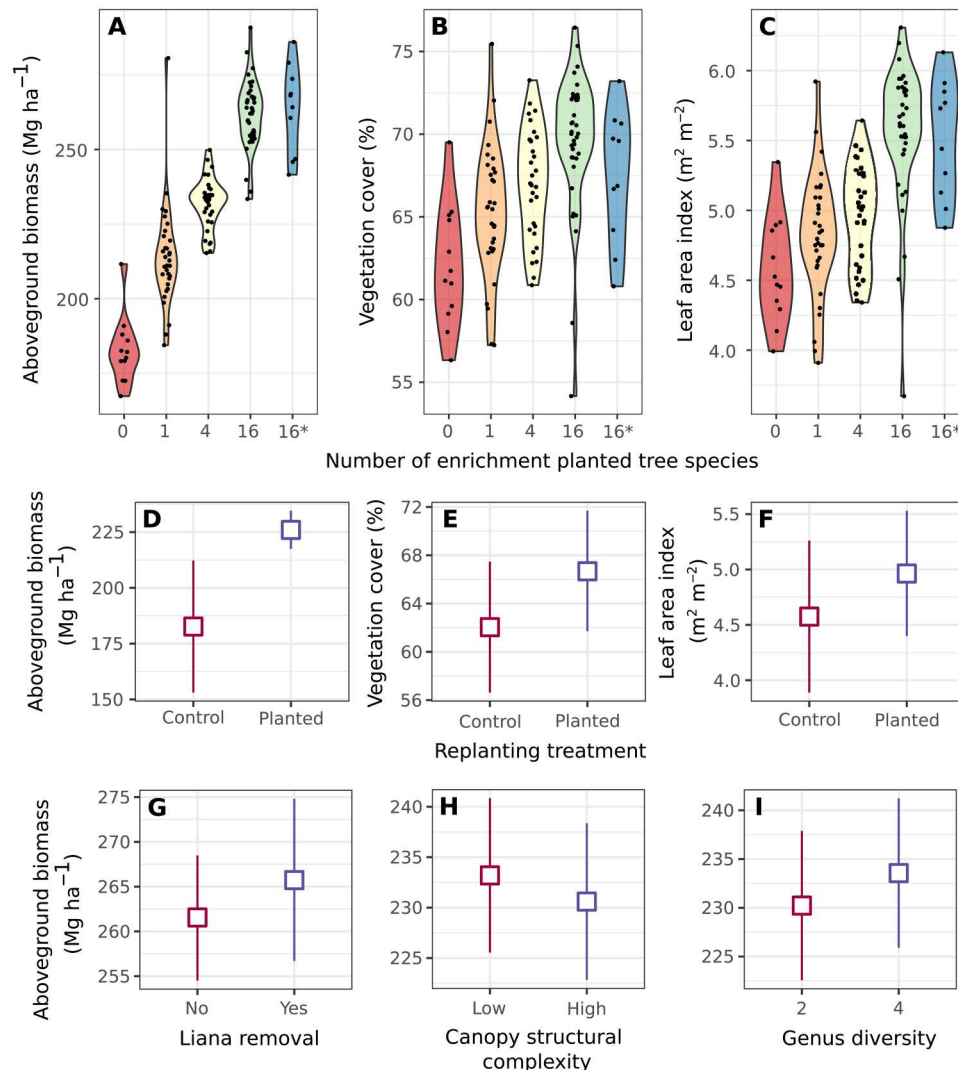 A
Aboveground biomass (Mg ha−1)
250
200
0 1 4 16 16*
B
Vegetation cover (%)
75
70
65
60
55
0 1 4 16 16*
C
Leaf area index (m2 m−2)
6.0
5.5
5.0
4.5
4.0
0 1 4 16 16*
Number of enrichment planted tree species
D
Aboveground biomass
(Mg ha−1)
225
200
175
150
Control Planted
E
Vegetation cover (%)
72
68
64
60
56
Control Planted
F
Leaf area index
(m2 m−2)
5.5
5.0
4.5
4.0
Control Planted
Replanting treatment
G
Aboveground biomass
(Mg ha−1)
275
270
265
260
255
No Yes
Liana removal
H
240
235
230
225
Low High
Canopy structural
complexity
I
240
235
230
225
2 4
Genus diversity